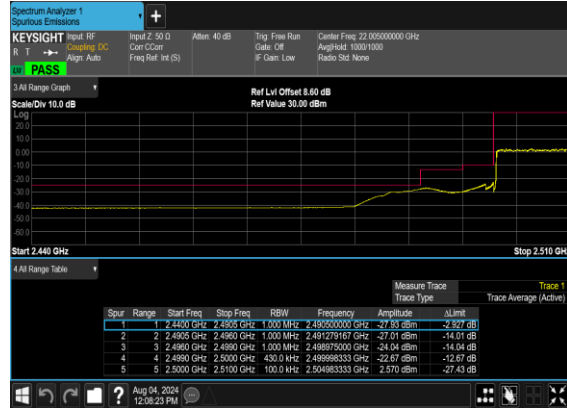 Spectrum Analyzer 1
Spurious Emissions
KEYSIGHT Input: RF Input Z: 50 Ω Atten: 40 dB Trig: Free Run Center Freq: 22.005000000 GHz
R T Coupling: DC Corr CCorr Gate: Off Avg|Hold: 1000/1000
Align: Auto Freq Ref: Int (S) IF Gain: Low Radio Std: None
PASS
3 All Range Graph
Ref Lvl Offset 8.60 dB
Scale/Div 10.0 dB Ref Value 30.00 dBm
Log
20.0
10.0
0.00
-10.0
-20.0
-30.0
-40.0
-50.0
-60.0
Start 2.440 GHz Stop 2.510 GHz
4 All Range Table
Measure Trace Trace 1
Trace Type Trace Average (Active)
Spur Range Start Freq Stop Freq RBW Frequency Amplitude ΔLimit
1 1 2.4400 GHz 2.4905 GHz 1.000 MHz 2.490500000 GHz -27.93 dBm -2.927 dB
2 2 2.4905 GHz 2.4960 GHz 1.000 MHz 2.491279167 GHz -27.01 dBm -14.01 dB
3 3 2.4960 GHz 2.4990 GHz 1.000 MHz 2.498975000 GHz -24.04 dBm -14.04 dB
4 4 2.4990 GHz 2.5000 GHz 430.0 kHz 2.499998333 GHz -22.67 dBm -12.67 dB
5 5 2.5000 GHz 2.5100 GHz 100.0 kHz 2.504983333 GHz 2.570 dBm -27.43 dB
Aug 04, 2024
12:08:23 PM